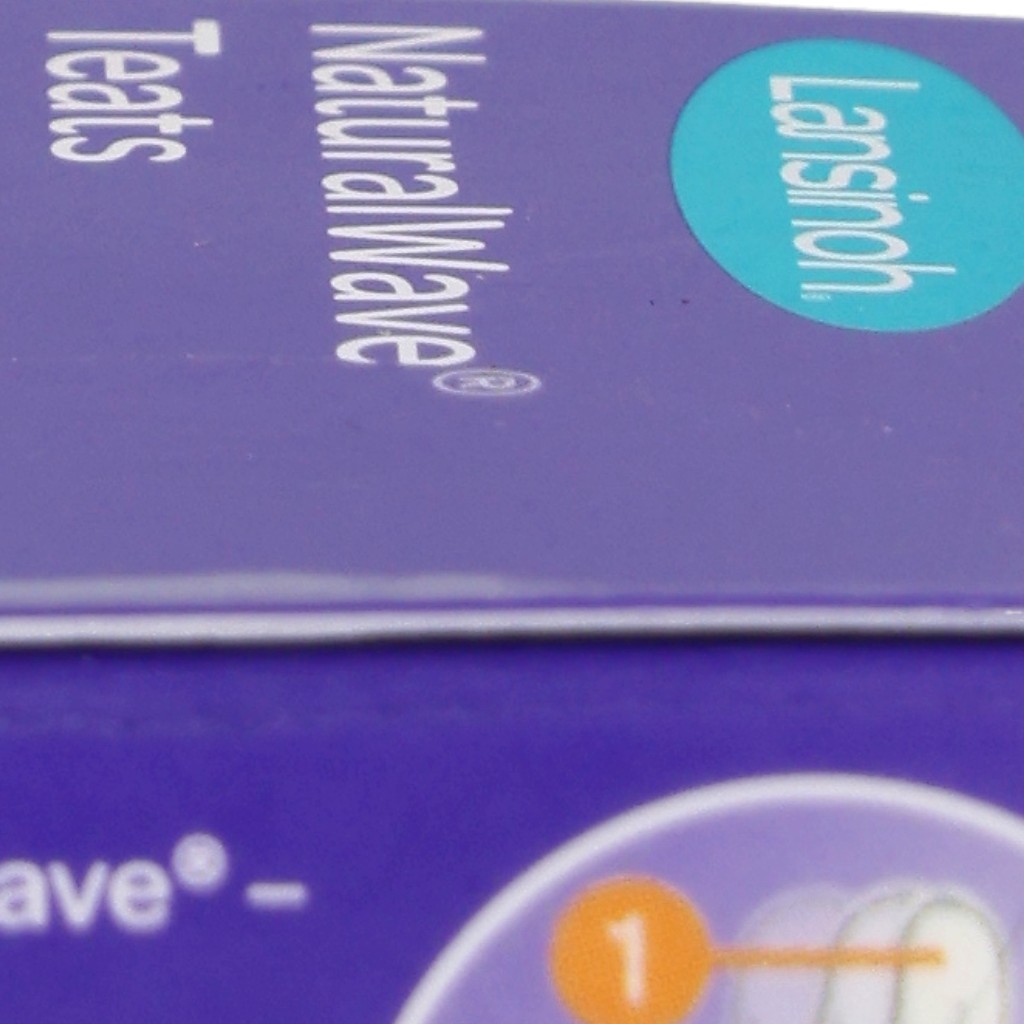 Lansinoh
NaturalWave®
Teats
ave® –
1